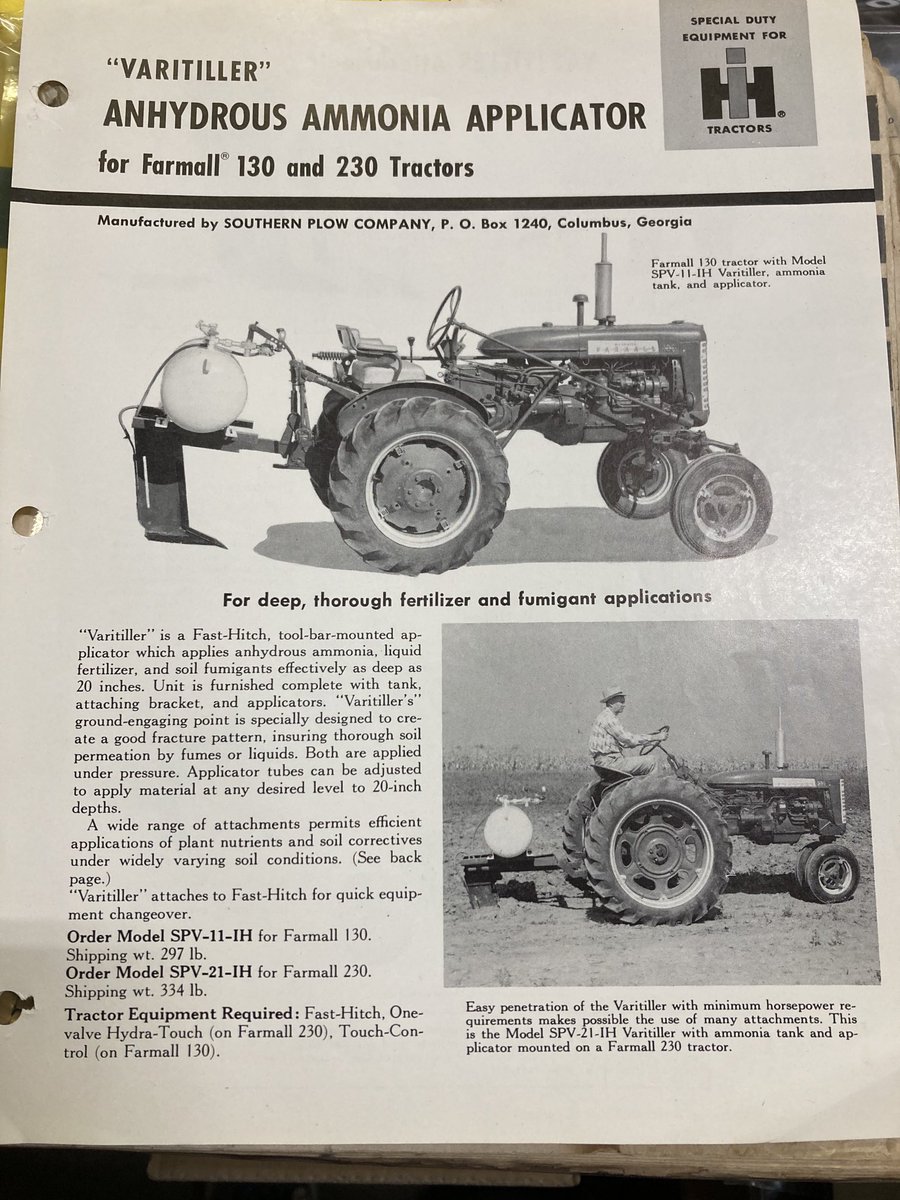 SPECIAL DUTY
EQUIPMENT FOR
IH®
TRACTORS
"VARITILLER"
ANHYDROUS AMMONIA APPLICATOR
for Farmall® 130 and 230 Tractors
Manufactured by SOUTHERN PLOW COMPANY, P. O. Box 1240, Columbus, Georgia
Farmall 130 tractor with Model
SPV-11-IH Varitiller, ammonia
tank, and applicator.
FARMALL
For deep, thorough fertilizer and fumigant applications
"Varitiller" is a Fast-Hitch, tool-bar-mounted ap-
plicator which applies anhydrous ammonia, liquid
fertilizer, and soil fumigants effectively as deep as
20 inches. Unit is furnished complete with tank,
attaching bracket, and applicators. "Varitiller's"
ground-engaging point is specially designed to cre-
ate a good fracture pattern, insuring thorough soil
permeation by fumes or liquids. Both are applied
under pressure. Applicator tubes can be adjusted
to apply material at any desired level to 20-inch
depths.
A wide range of attachments permits efficient
applications of plant nutrients and soil correctives
under widely varying soil conditions. (See back
page.)
"Varitiller" attaches to Fast-Hitch for quick equip-
ment changeover.
Order Model SPV-11-IH for Farmall 130.
Shipping wt. 297 lb.
Order Model SPV-21-IH for Farmall 230.
Shipping wt. 334 lb.
Tractor Equipment Required: Fast-Hitch, One-
valve Hydra-Touch (on Farmall 230), Touch-Con-
trol (on Farmall 130).
Easy penetration of the Varitiller with minimum horsepower re-
quirements makes possible the use of many attachments. This
is the Model SPV-21-IH Varitiller with ammonia tank and ap-
plicator mounted on a Farmall 230 tractor.